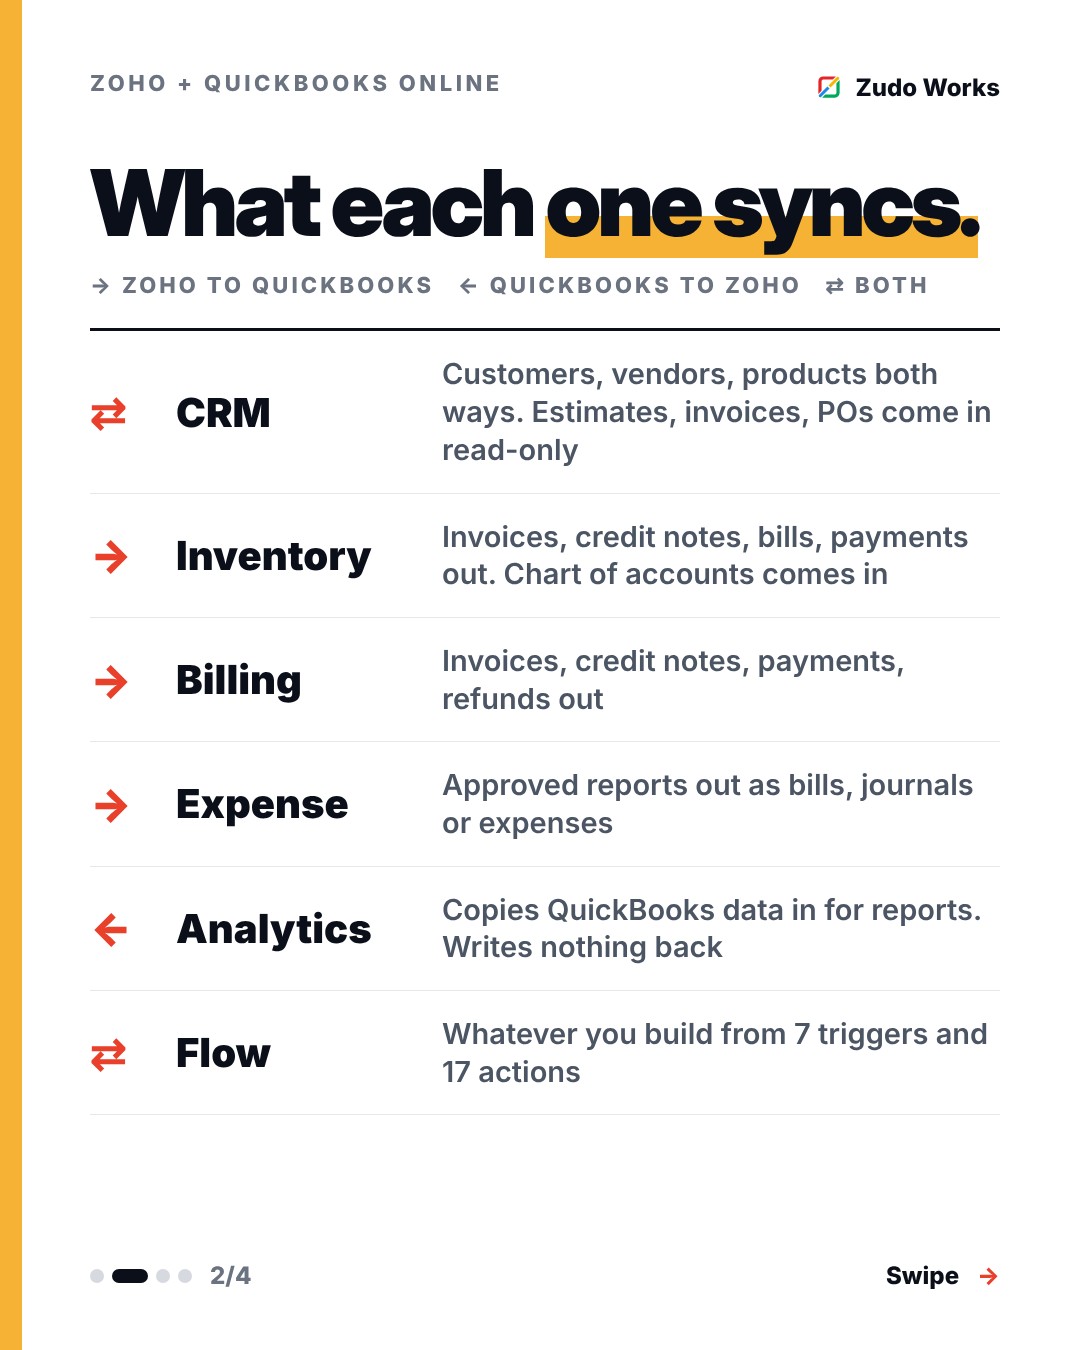 ZOHO + QUICKBOOKS ONLINE
Zudo Works
What each one syncs.
→ ZOHO TO QUICKBOOKS ← QUICKBOOKS TO ZOHO ⇄ BOTH
⇄ CRM
Customers, vendors, products both
ways. Estimates, invoices, POs come in
read-only
→ Inventory
Invoices, credit notes, bills, payments
out. Chart of accounts comes in
→ Billing
Invoices, credit notes, payments,
refunds out
→ Expense
Approved reports out as bills, journals
or expenses
← Analytics
Copies QuickBooks data in for reports.
Writes nothing back
⇄ Flow
Whatever you build from 7 triggers and
17 actions
2/4
Swipe →